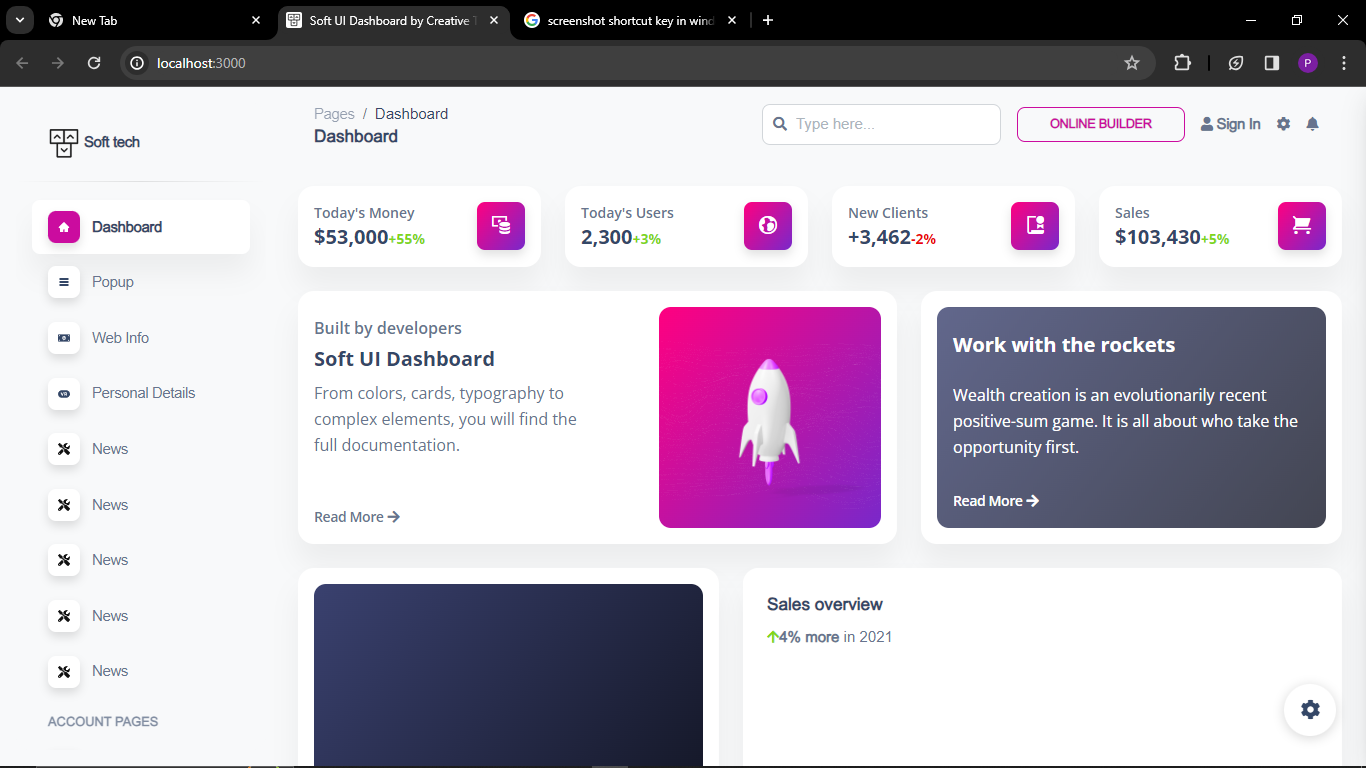 New Tab
Soft UI Dashboard by Creative T
screenshot shortcut key in wind
localhost:3000
P
Soft tech
Pages / Dashboard
Dashboard
Type here...
ONLINE BUILDER
Sign In
Dashboard
Popup
Web Info
VR
Personal Details
News
News
News
News
News
ACCOUNT PAGES
Today's Money
$53,000+55%
Today's Users
2,300+3%
New Clients
+3,462-2%
Sales
$103,430+5%
Built by developers
Soft UI Dashboard
From colors, cards, typography to
complex elements, you will find the
full documentation.
Read More
Work with the rockets
Wealth creation is an evolutionarily recent
positive-sum game. It is all about who take the
opportunity first.
Read More
Sales overview
4% more in 2021